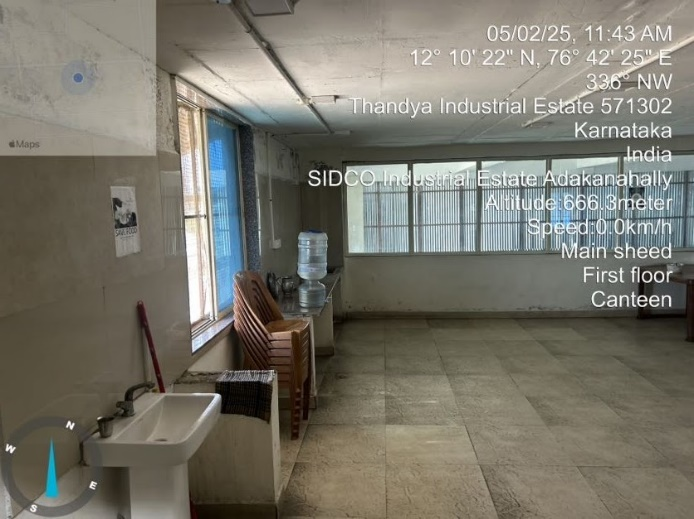 05/02/25, 11:43 AM
12° 10' 22" N, 76° 42' 25" E
336° NW
Thandya Industrial Estate 571302
Karnataka
India
SIDCO Industrial Estate Adakanahally
Altitude:666.3meter
Speed:0.0km/h
Main sheed
First floor
Canteen
Maps
N
W
E
S